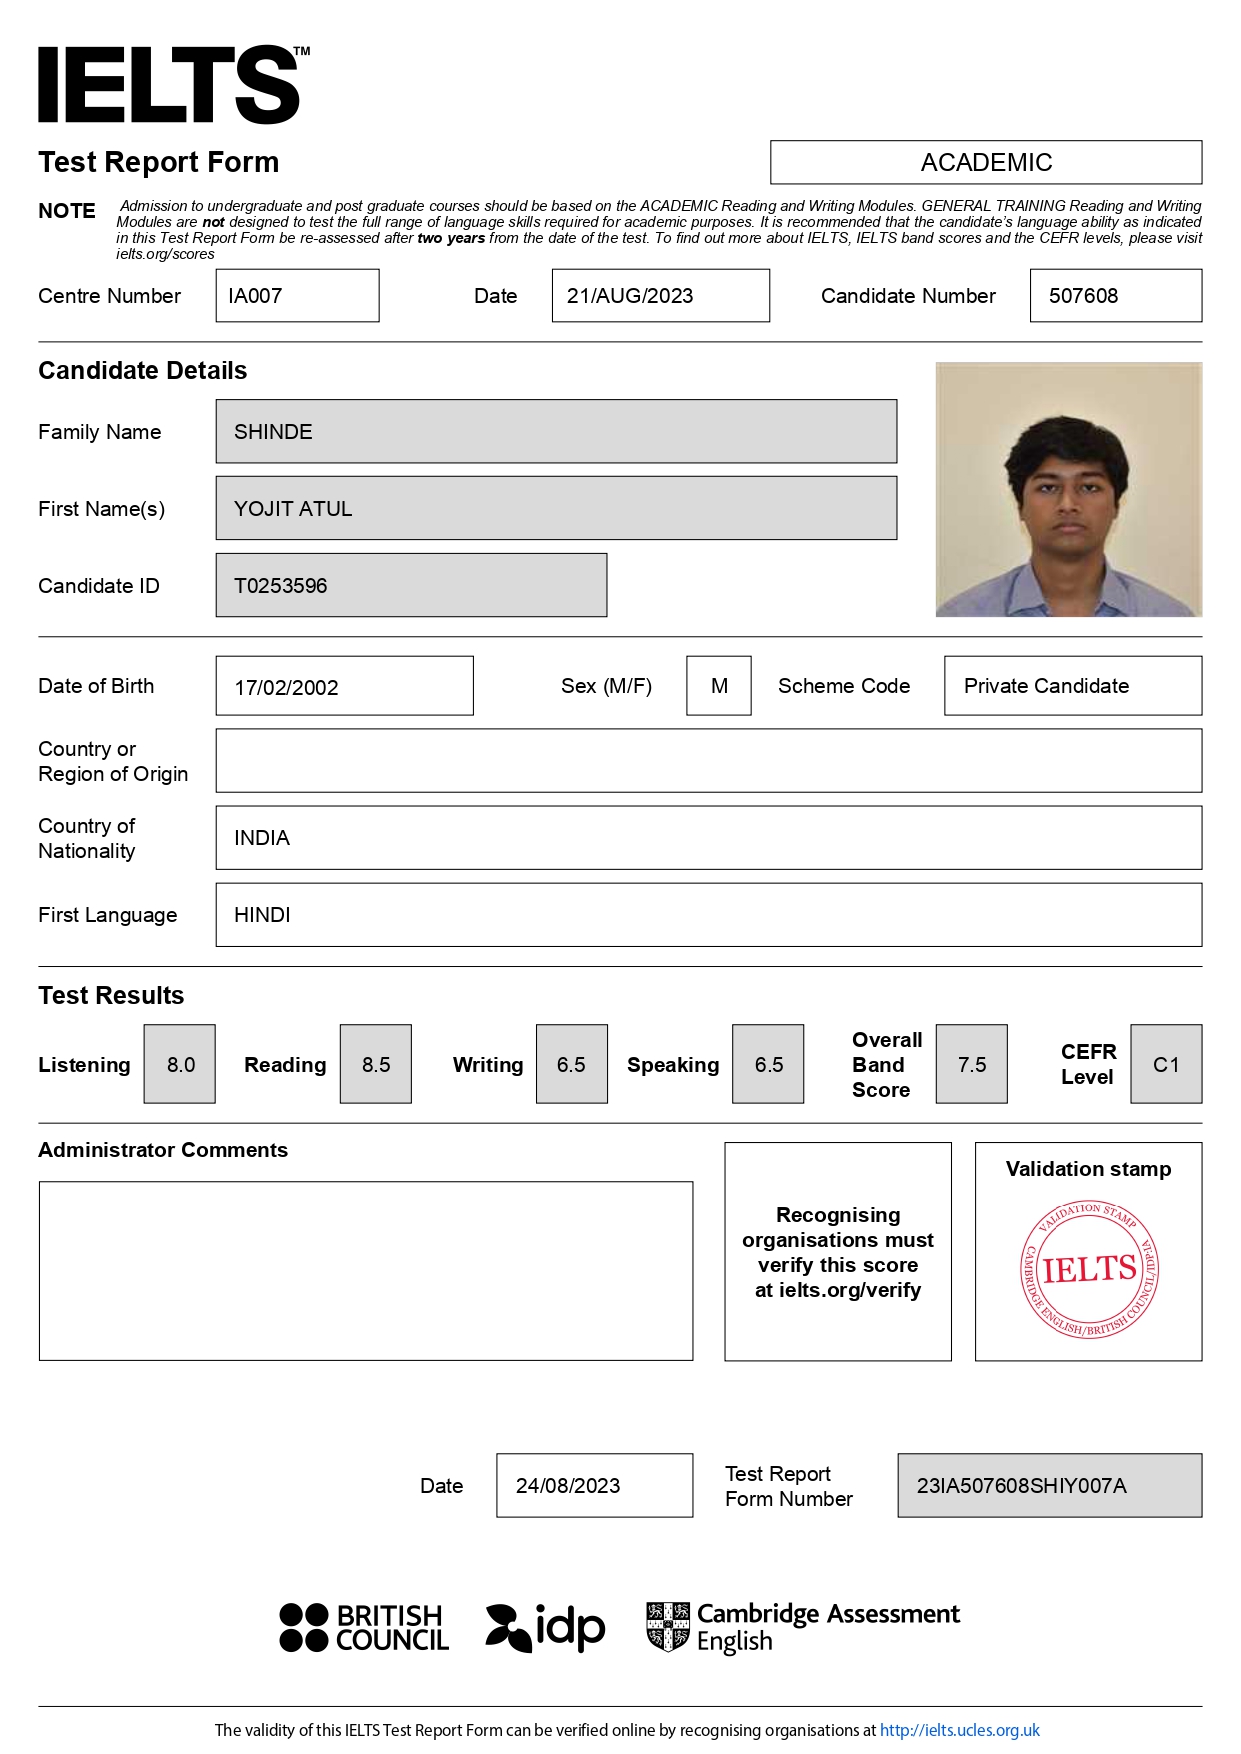 IELTS™
Test Report Form
ACADEMIC
NOTE Admission to undergraduate and post graduate courses should be based on the ACADEMIC Reading and Writing Modules. GENERAL TRAINING Reading and Writing
Modules are not designed to test the full range of language skills required for academic purposes. It is recommended that the candidate's language ability as indicated
in this Test Report Form be re-assessed after two years from the date of the test. To find out more about IELTS, IELTS band scores and the CEFR levels, please visit
ielts.org/scores
Centre Number IA007 Date 21/AUG/2023 Candidate Number 507608
Candidate Details
Family Name SHINDE
First Name(s) YOJIT ATUL
Candidate ID T0253596
Date of Birth 17/02/2002 Sex (M/F) M Scheme Code Private Candidate
Country or
Region of Origin
Country of
Nationality INDIA
First Language HINDI
Test Results
Listening 8.0 Reading 8.5 Writing 6.5 Speaking 6.5 Overall
Band
Score 7.5 CEFR
Level C1
Administrator Comments
Recognising
organisations must
verify this score
at ielts.org/verify
Validation stamp
VALIDATION STAMP
IELTS
CAMBRIDGE ENGLISH/BRITISH COUNCIL/IDP:IA
Date 24/08/2023
Test Report
Form Number 23IA507608SHIY007A
BRITISH
COUNCIL
idp
Cambridge Assessment
English
The validity of this IELTS Test Report Form can be verified online by recognising organisations at http://ielts.ucles.org.uk